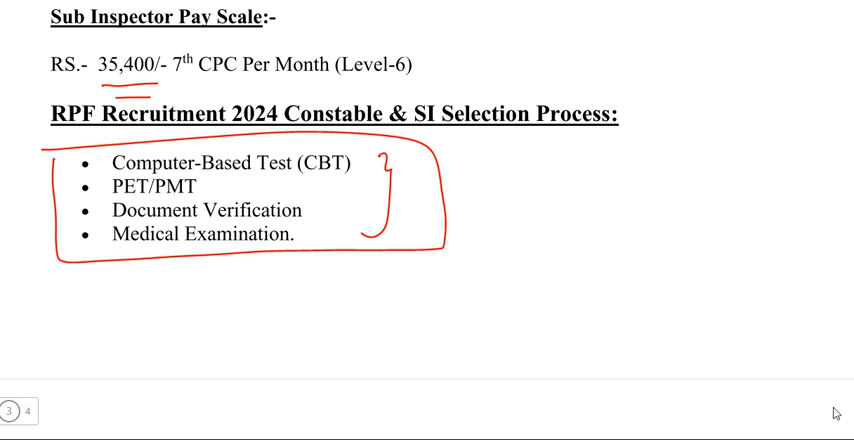 Sub Inspector Pay Scale:-
RS.- 35,400/- 7th CPC Per Month (Level-6)
RPF Recruitment 2024 Constable & SI Selection Process:
• Computer-Based Test (CBT)
• PET/PMT
• Document Verification
• Medical Examination.
3 4